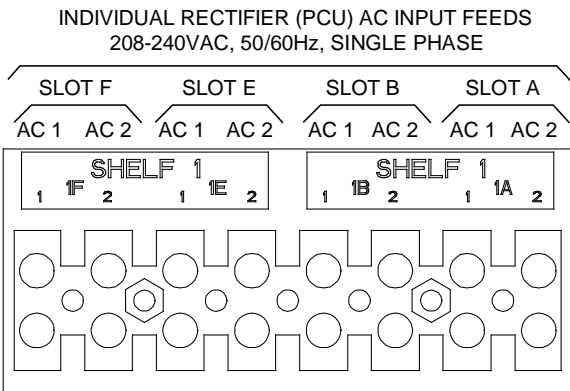 INDIVIDUAL RECTIFIER (PCU) AC INPUT FEEDS
208-240VAC, 50/60Hz, SINGLE PHASE
SLOT F SLOT E SLOT B SLOT A
AC 1 AC 2 AC 1 AC 2 AC 1 AC 2 AC 1 AC 2
SHELF 1 SHELF 1
1 1F 2 1 1E 2 1 1B 2 1 1A 2